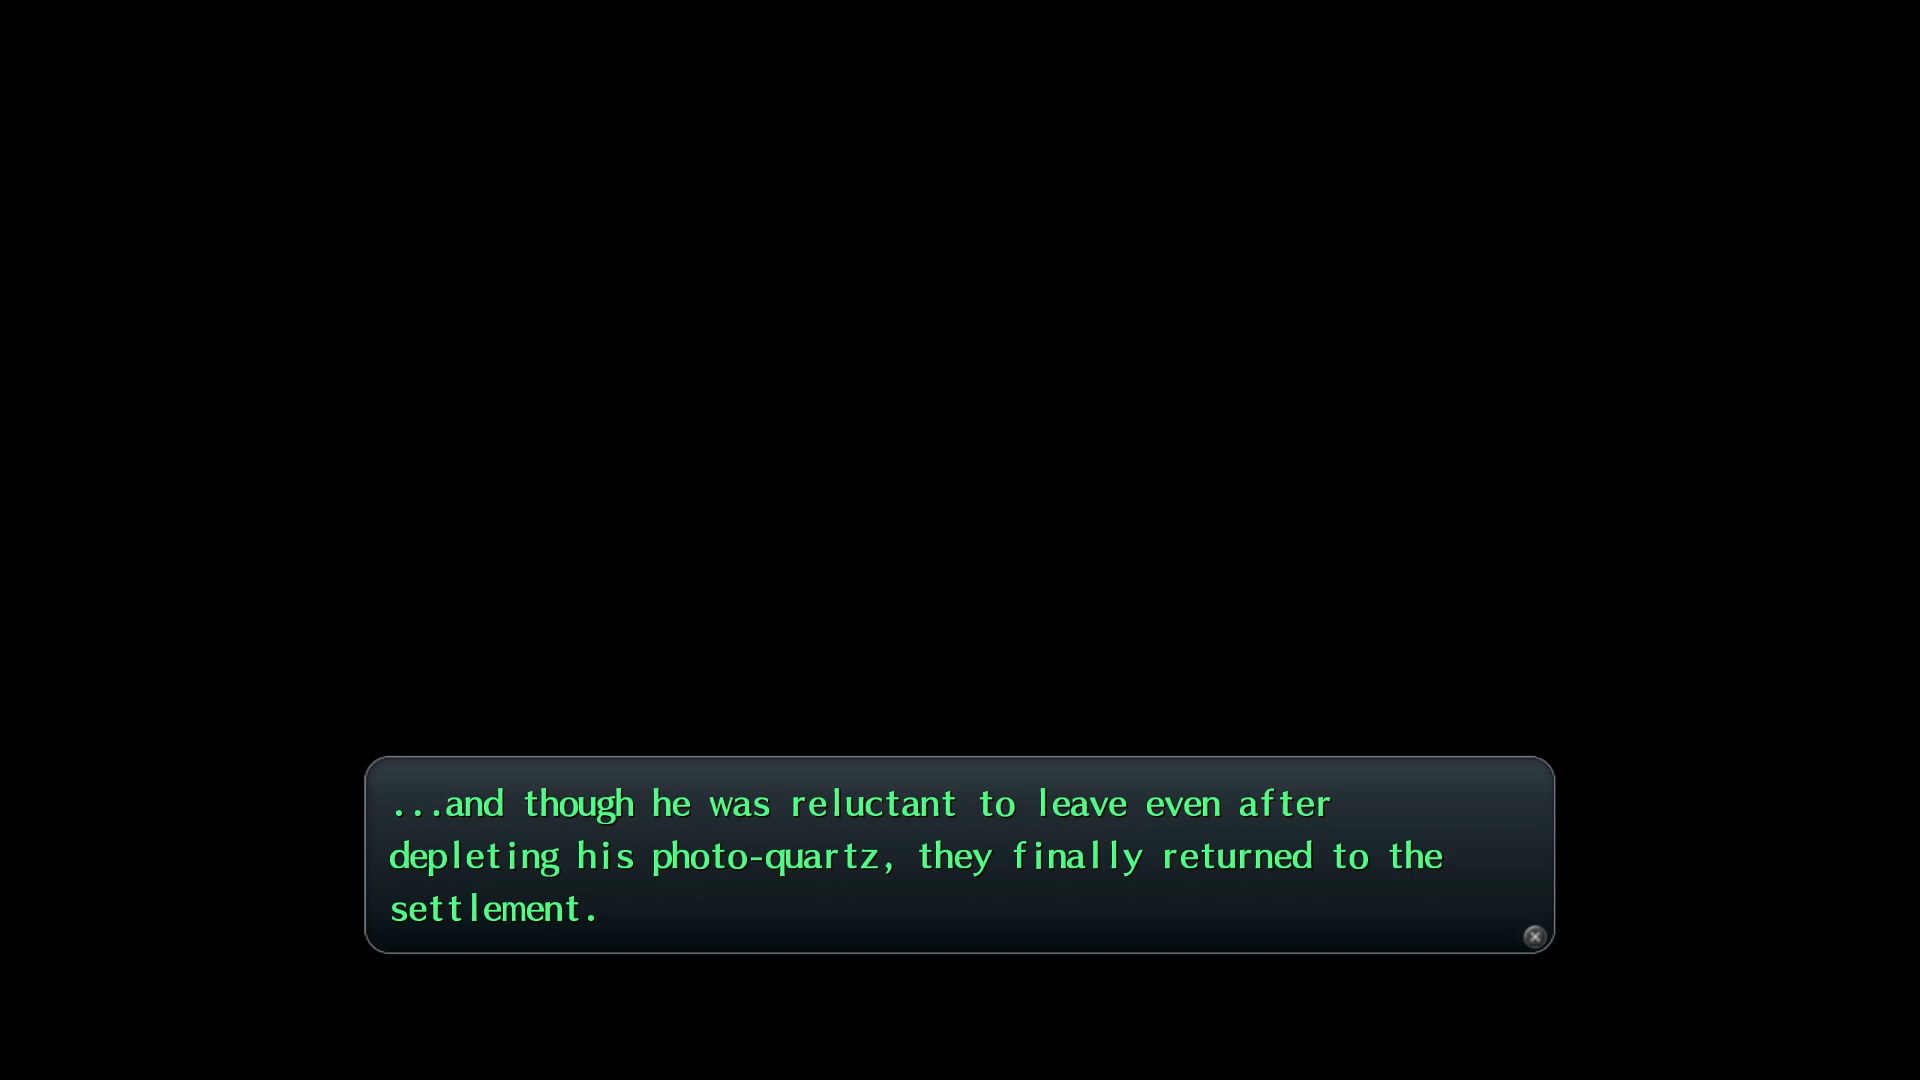 ...and though he was reluctant to leave even after
depleting his photo-quartz, they finally returned to the
settlement.